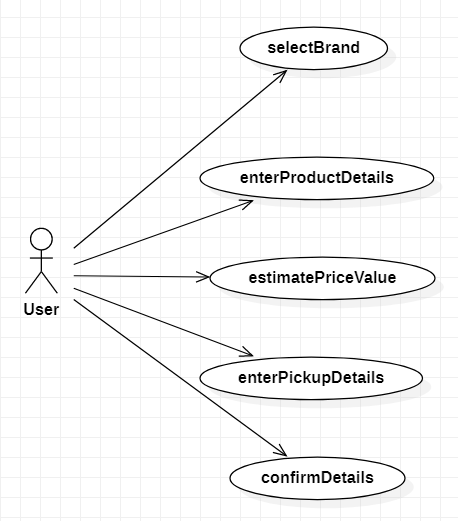 selectBrand
enterProductDetails
estimatePriceValue
User
enterPickupDetails
confirmDetails